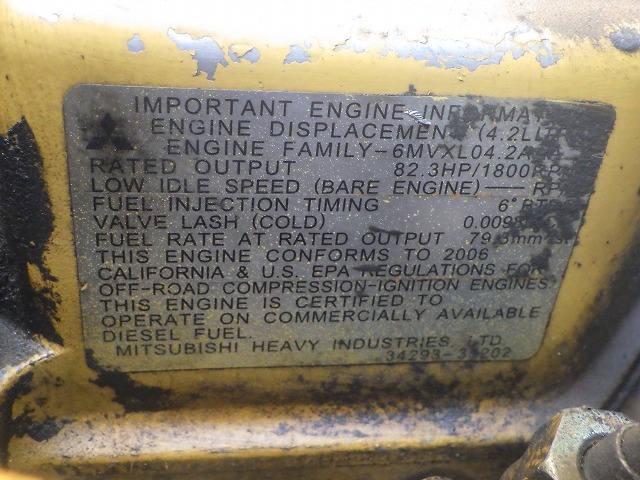 IMPORTANT ENGINE
ENGINE DISPLACEMENT (4.2
ENGINE FAMILY-6MVXL04.2
RATED OUTPUT 82.3HP/1800
LOW IDLE SPEED (BARE ENGINE)
FUEL INJECTION TIMING 6°
VALVE LASH (COLD)
FUEL RATE AT RATED OUTPUT
THIS ENGINE CONFORMS TO 2006
CALIFORNIA & U.S. EPA REGULATIONS FOR
OFF-ROAD COMPRESSION-IGNITION ENGINES.
THIS ENGINE IS CERTIFIED TO
OPERATE ON COMMERCIALLY AVAILABLE
DIESEL FUEL.
MITSUBISHI HEAVY INDUSTRIES, LTD.